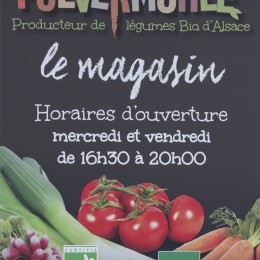 Producteur de légumes Bio d'Alsace
le magasin
Horaires d'ouverture
mercredi et vendredi
de 16h30 à 20h00